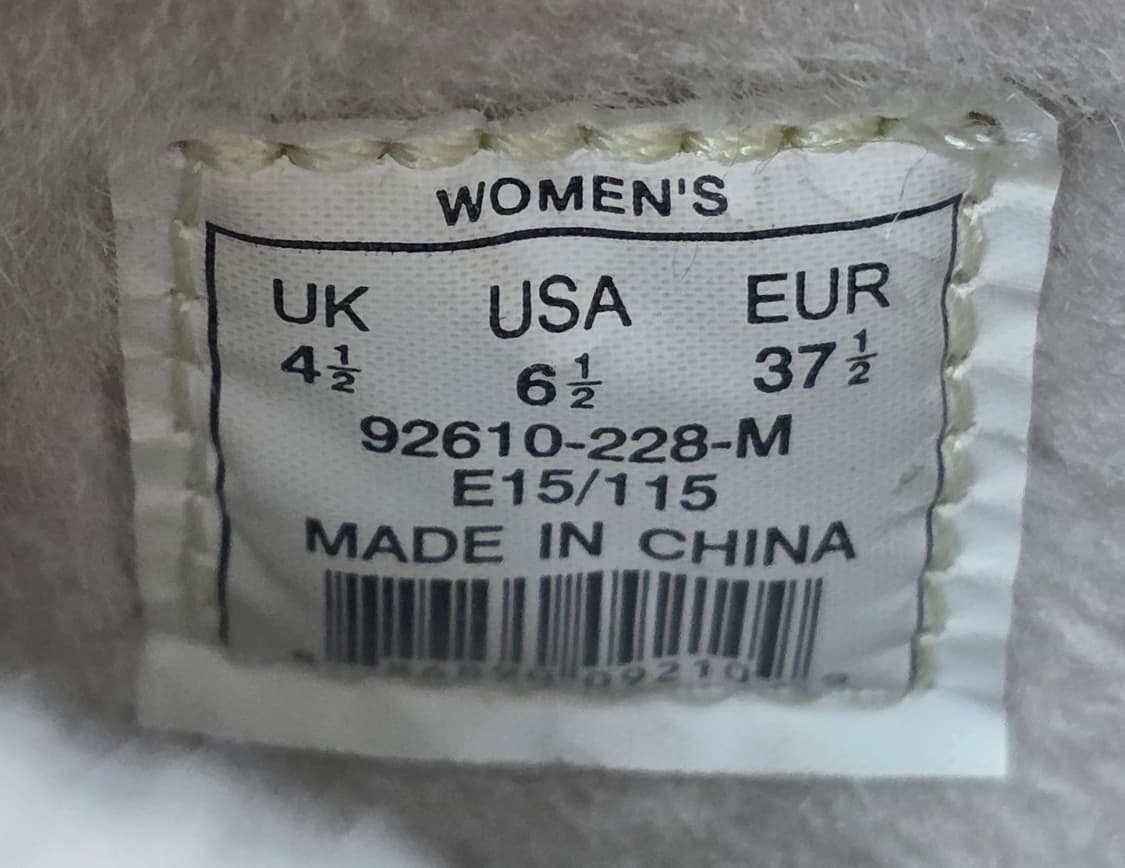 WOMEN'S
UK USA EUR
4½ 6½ 37½
92610-228-M
E15/115
MADE IN CHINA